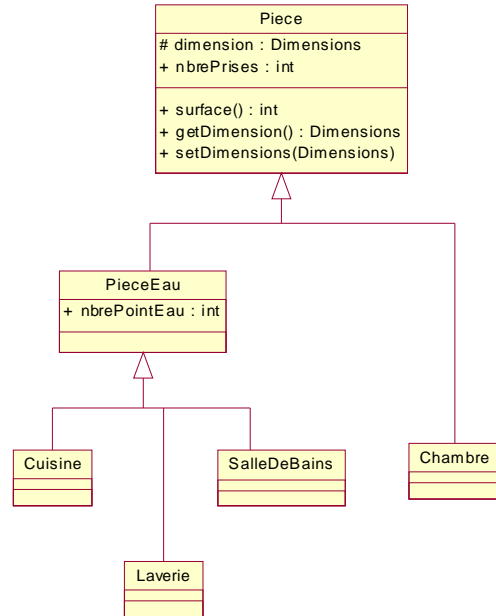 Piece
# dimension : Dimensions
+ nbrePrises : int
+ surface() : int
+ getDimension() : Dimensions
+ setDimensions(Dimensions)
PieceEau
+ nbrePointEau : int
Cuisine
SalleDeBains
Chambre
Laverie